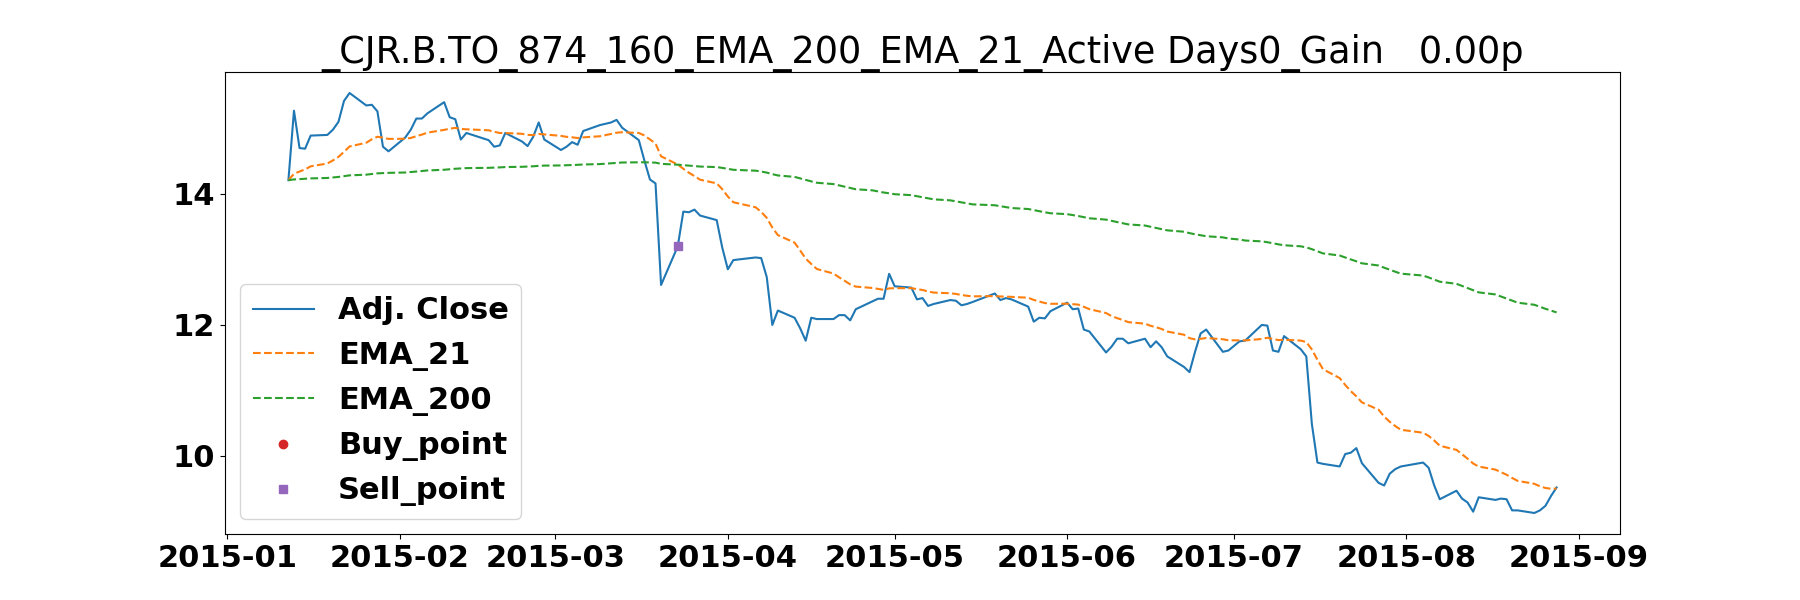 _CJR.B.TO_874_160_EMA_200_EMA_21_Active Days0_Gain   0.00p
14
12
10
Adj. Close
EMA_21
EMA_200
Buy_point
Sell_point
2015-01 2015-02 2015-03 2015-04 2015-05 2015-06 2015-07 2015-08 2015-09